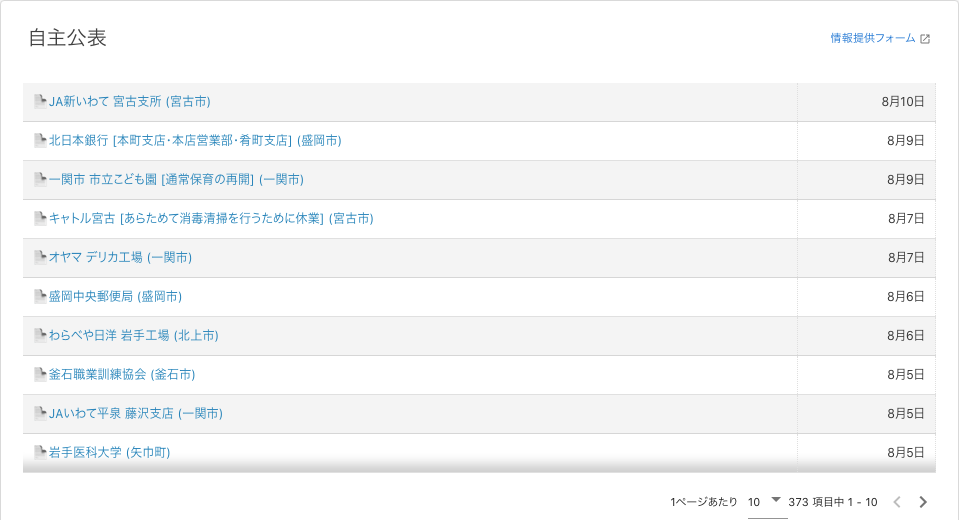 自主公表
情報提供フォーム
JA新いわて 宮古支所 (宮古市) 8月10日
北日本銀行 [本町支店･本店営業部･肴町支店] (盛岡市) 8月9日
一関市 市立こども園 [通常保育の再開] (一関市) 8月9日
キャトル宮古 [あらためて消毒清掃を行うために休業] (宮古市) 8月7日
オヤマ デリカ工場 (一関市) 8月7日
盛岡中央郵便局 (盛岡市) 8月6日
わらべや日洋 岩手工場 (北上市) 8月6日
釜石職業訓練協会 (釜石市) 8月5日
JAいわて平泉 藤沢支店 (一関市) 8月5日
岩手医科大学 (矢巾町) 8月5日
1ページあたり 10 373 項目中 1 - 10